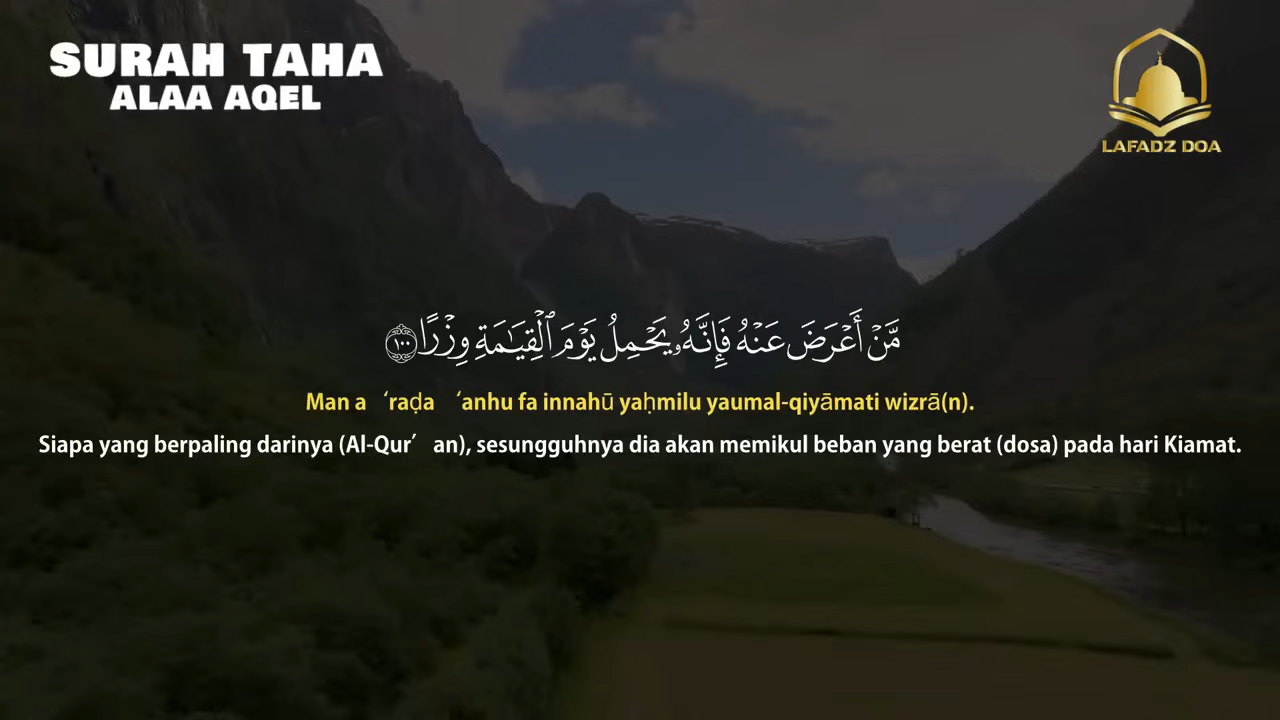 SURAH TAHA
ALAA AQEL
LAFADZ DOA
مَّنْ أَعْرَضَ عَنْهُ فَإِنَّهُۥ يَحْمِلُ يَوْمَ ٱلْقِيَـٰمَةِ وِزْرًا ١٠٠
Man a‘raḍa ‘anhu fa innahū yaḥmilu yaumal-qiyāmati wizrā(n).
Siapa yang berpaling darinya (Al-Qur’an), sesungguhnya dia akan memikul beban yang berat (dosa) pada hari Kiamat.